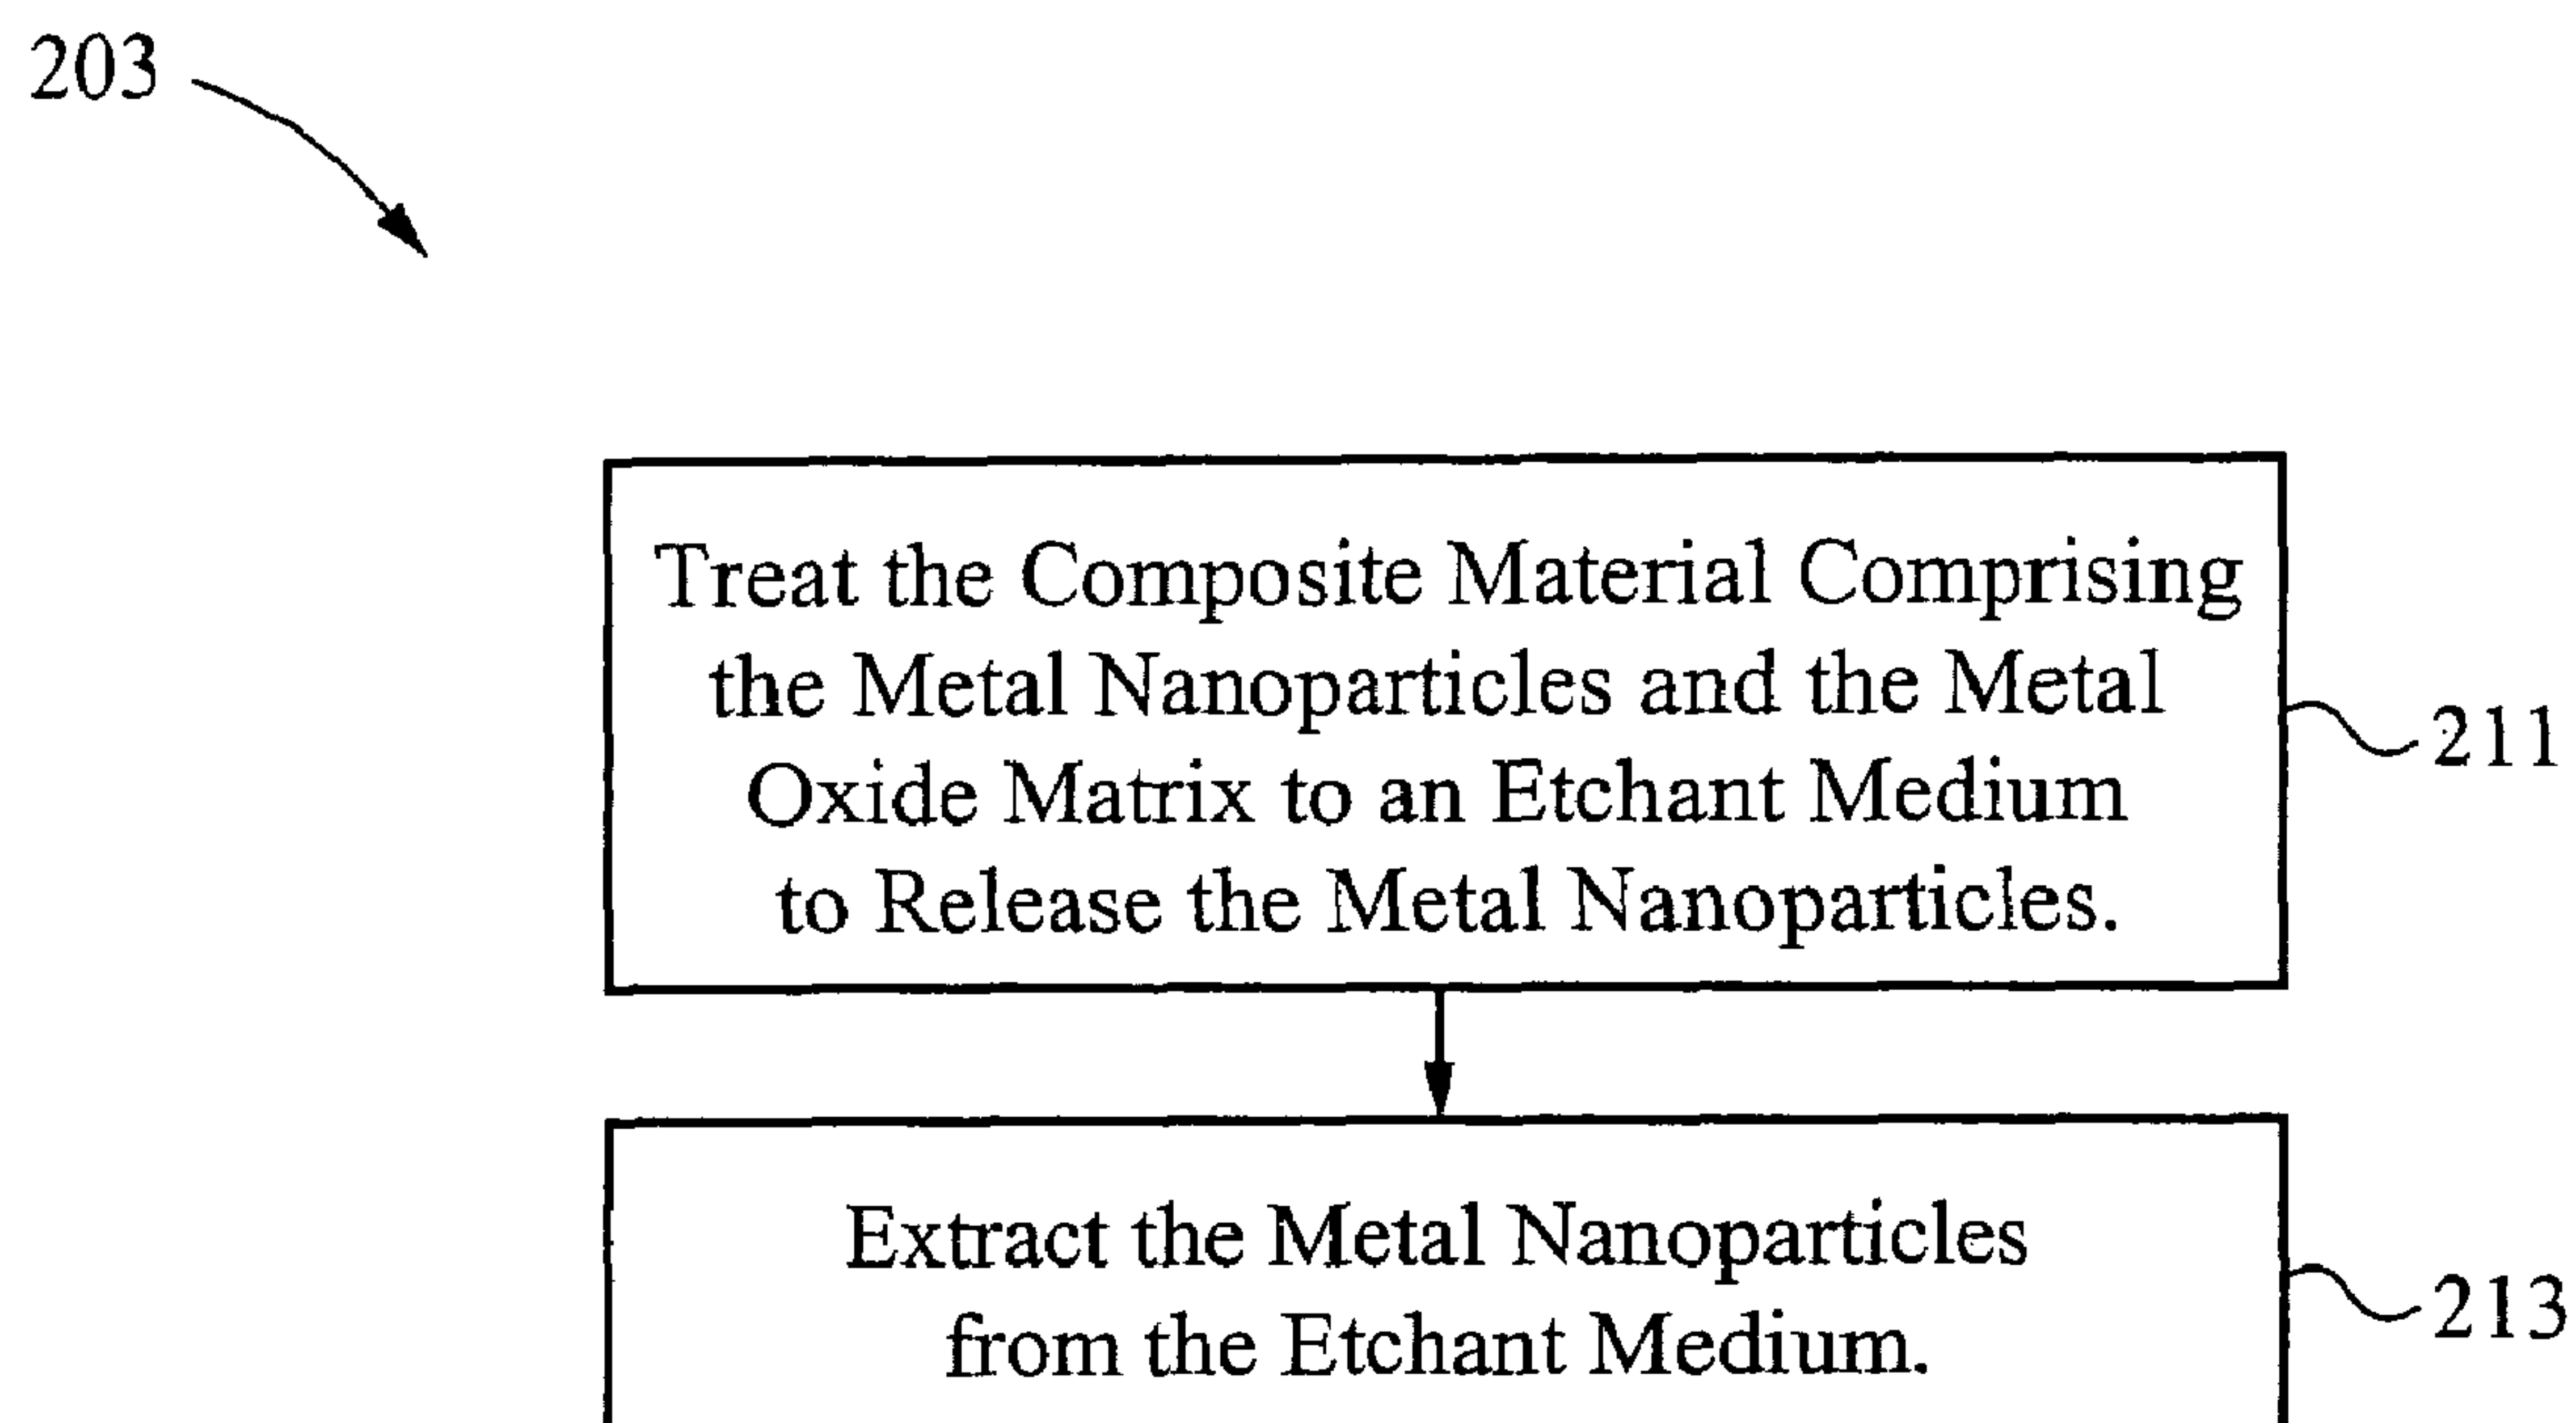 203
Treat the Composite Material Comprising
the Metal Nanoparticles and the Metal
Oxide Matrix to an Etchant Medium
to Release the Metal Nanoparticles.
211
Extract the Metal Nanoparticles
from the Etchant Medium.
213